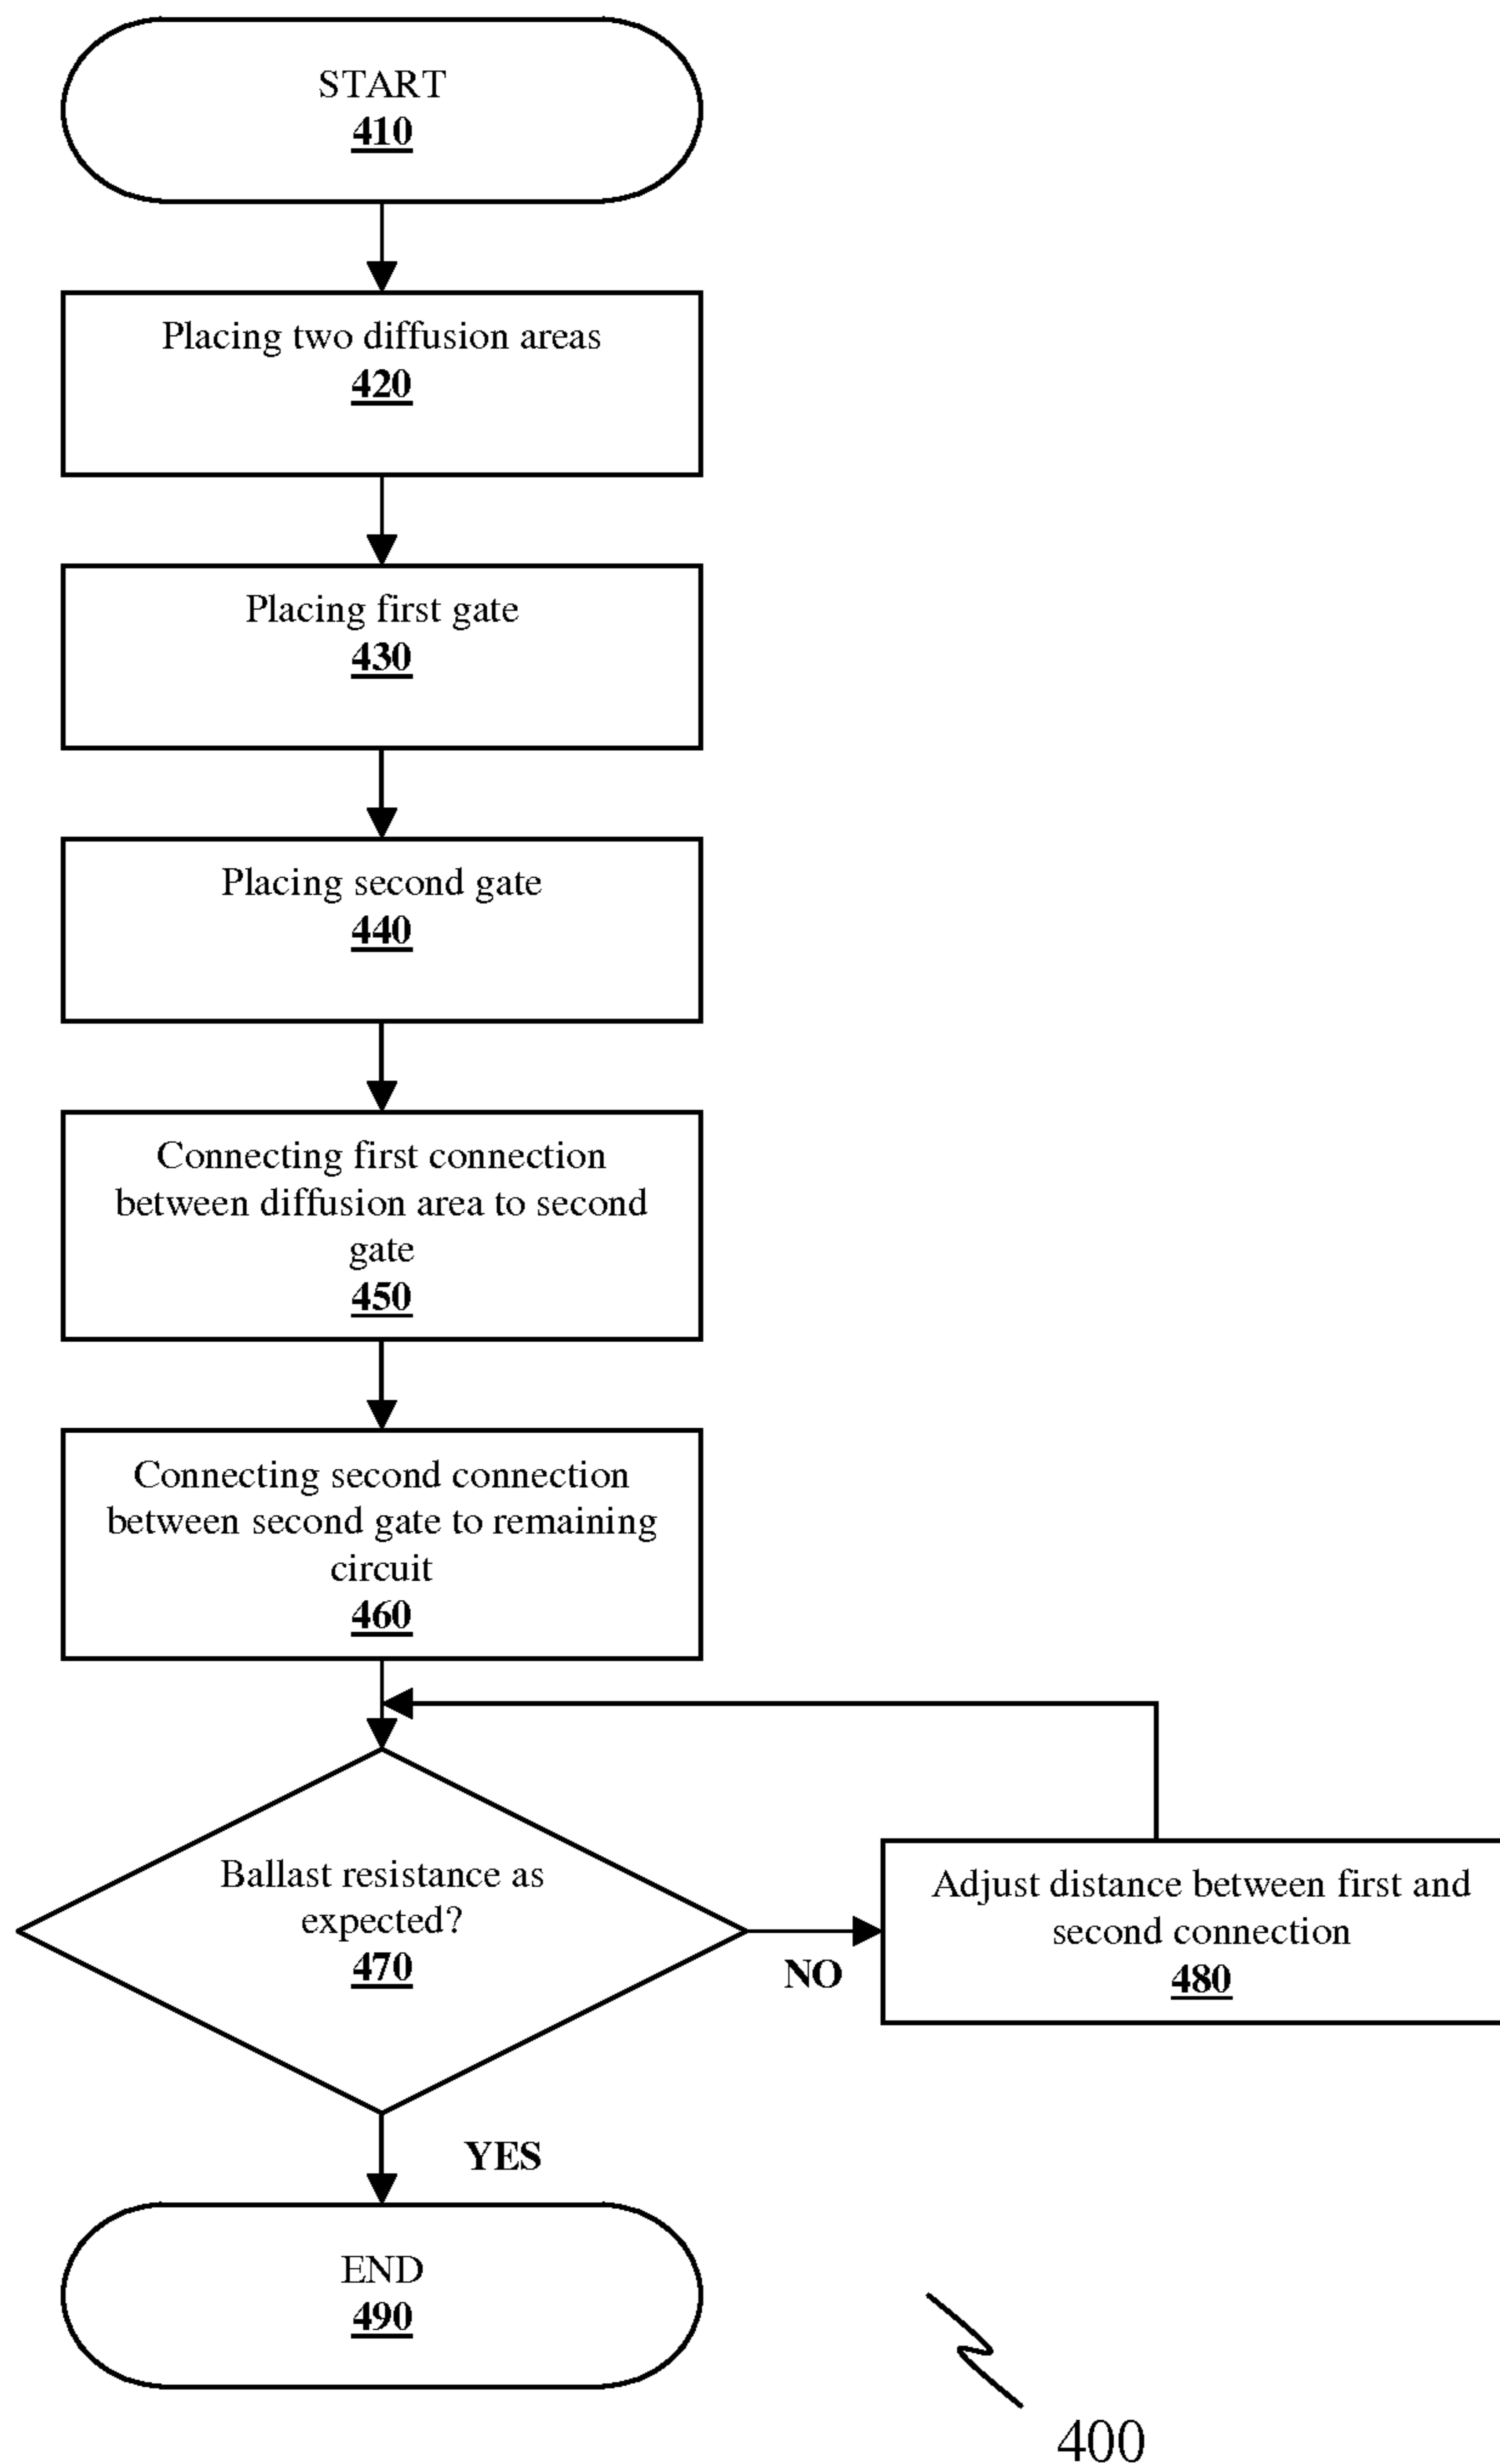 START
410
Placing two diffusion areas
420
Placing first gate
430
Placing second gate
440
Connecting first connection
between diffusion area to second
gate
450
Connecting second connection
between second gate to remaining
circuit
460
Ballast resistance as
expected?
470
NO
Adjust distance between first and
second connection
480
YES
END
490
400